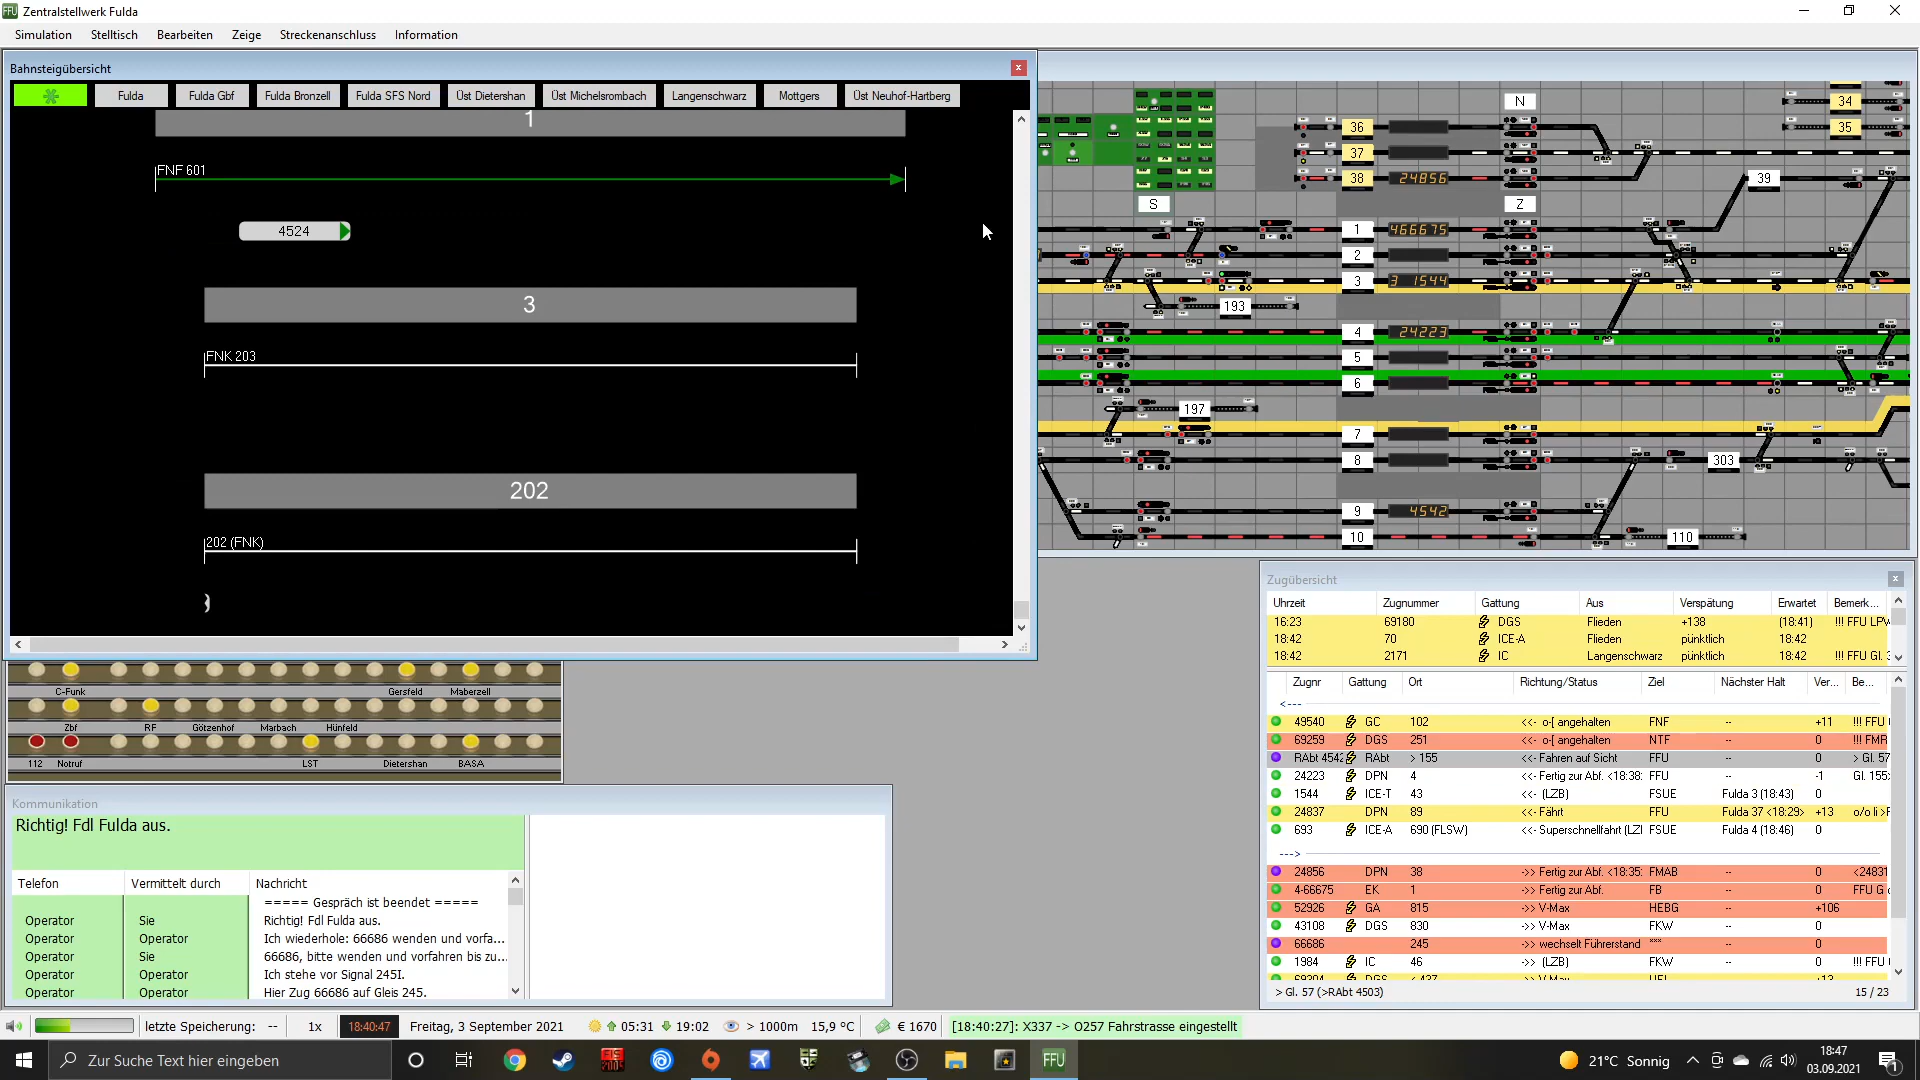 FFU Zentralstellwerk Fulda
Simulation Stelltisch Bearbeiten Zeige Streckenanschluss Information
Bahnsteigübersicht
Fulda Fulda Gbf Fulda Bronzell Fulda SFS Nord Üst Dietershan Üst Michelsrombach Langenschwarz Mottgers Üst Neuhof-Hartberg
1
FNF 601
4524
3
FNK 203
202
202 (FNK)
34
N
36
35
37
38 24856
39
S Z
1 466675
2
3 3 1544
193
4 24223
5
6
197
7
8
303
9 4542
10
110
C-Funk Gersfeld Maberzell
Zbf RF Götzenhof Marbach Hünfeld
112 Notruf LST Dietershan BASA
Kommunikation
Richtig! Fdl Fulda aus.
Telefon Vermittelt durch Nachricht
===== Gespräch ist beendet =====
Operator Sie Richtig! Fdl Fulda aus.
Operator Operator Ich wiederhole: 66686 wenden und vorfa...
Operator Sie 66686, bitte wenden und vorfahren bis zu...
Operator Operator Ich stehe vor Signal 245I.
Operator Operator Hier Zug 66686 auf Gleis 245.
Zugübersicht
Uhrzeit Zugnummer Gattung Aus Verspätung Erwartet Bemerk...
16:23 69180 DGS Flieden +138 (18:41) !!! FFU LPW
18:42 70 ICE-A Flieden pünktlich 18:42
18:42 2171 IC Langenschwarz pünktlich 18:42 !!! FFU Gl. 3
Zugnr Gattung Ort Richtung/Status Ziel Nächster Halt Ver... Be...
<---
49540 GC 102 <<- o-[ angehalten FNF -- +11 !!! FFU
69259 DGS 251 <<- o-[ angehalten NTF -- 0 !!! FMR
RAbt 4542 RAbt > 155 <<- Fahren auf Sicht FFU -- 0 > Gl. 57
24223 DPN 4 <<- Fertig zur Abf. <18:38: FFU -- -1 Gl. 155>
1544 ICE-T 43 <<- (LZB) FSUE Fulda 3 (18:43) 0
24837 DPN 89 <<- Fährt FFU Fulda 37 <18:29> +13 o/o li >F
693 ICE-A 690 (FLSW) <<- Superschnellfahrt (LZI FSUE Fulda 4 (18:46) 0
--->
24856 DPN 38 ->> Fertig zur Abf. <18:35: FMAB -- 0 <24831
4-66675 EK 1 ->> Fertig zur Abf. FB -- 0 FFU G
52926 GA 815 ->> V-Max HEBG -- +106
43108 DGS 830 ->> V-Max FKW -- 0
66686 245 ->> wechselt Führerstand *** -- 0
1984 IC 46 ->> (LZB) FKW -- 0 !!! FFU
> Gl. 57 (>RAbt 4503) 15 / 23
letzte Speicherung: -- 1x 18:40:47 Freitag, 3 September 2021 05:31 19:02 > 1000m 15,9 °C € 1670 [18:40:27]: X337 -> O257 Fahrstrasse eingestellt
Zur Suche Text hier eingeben FFU 21°C Sonnig 18:47
03.09.2021